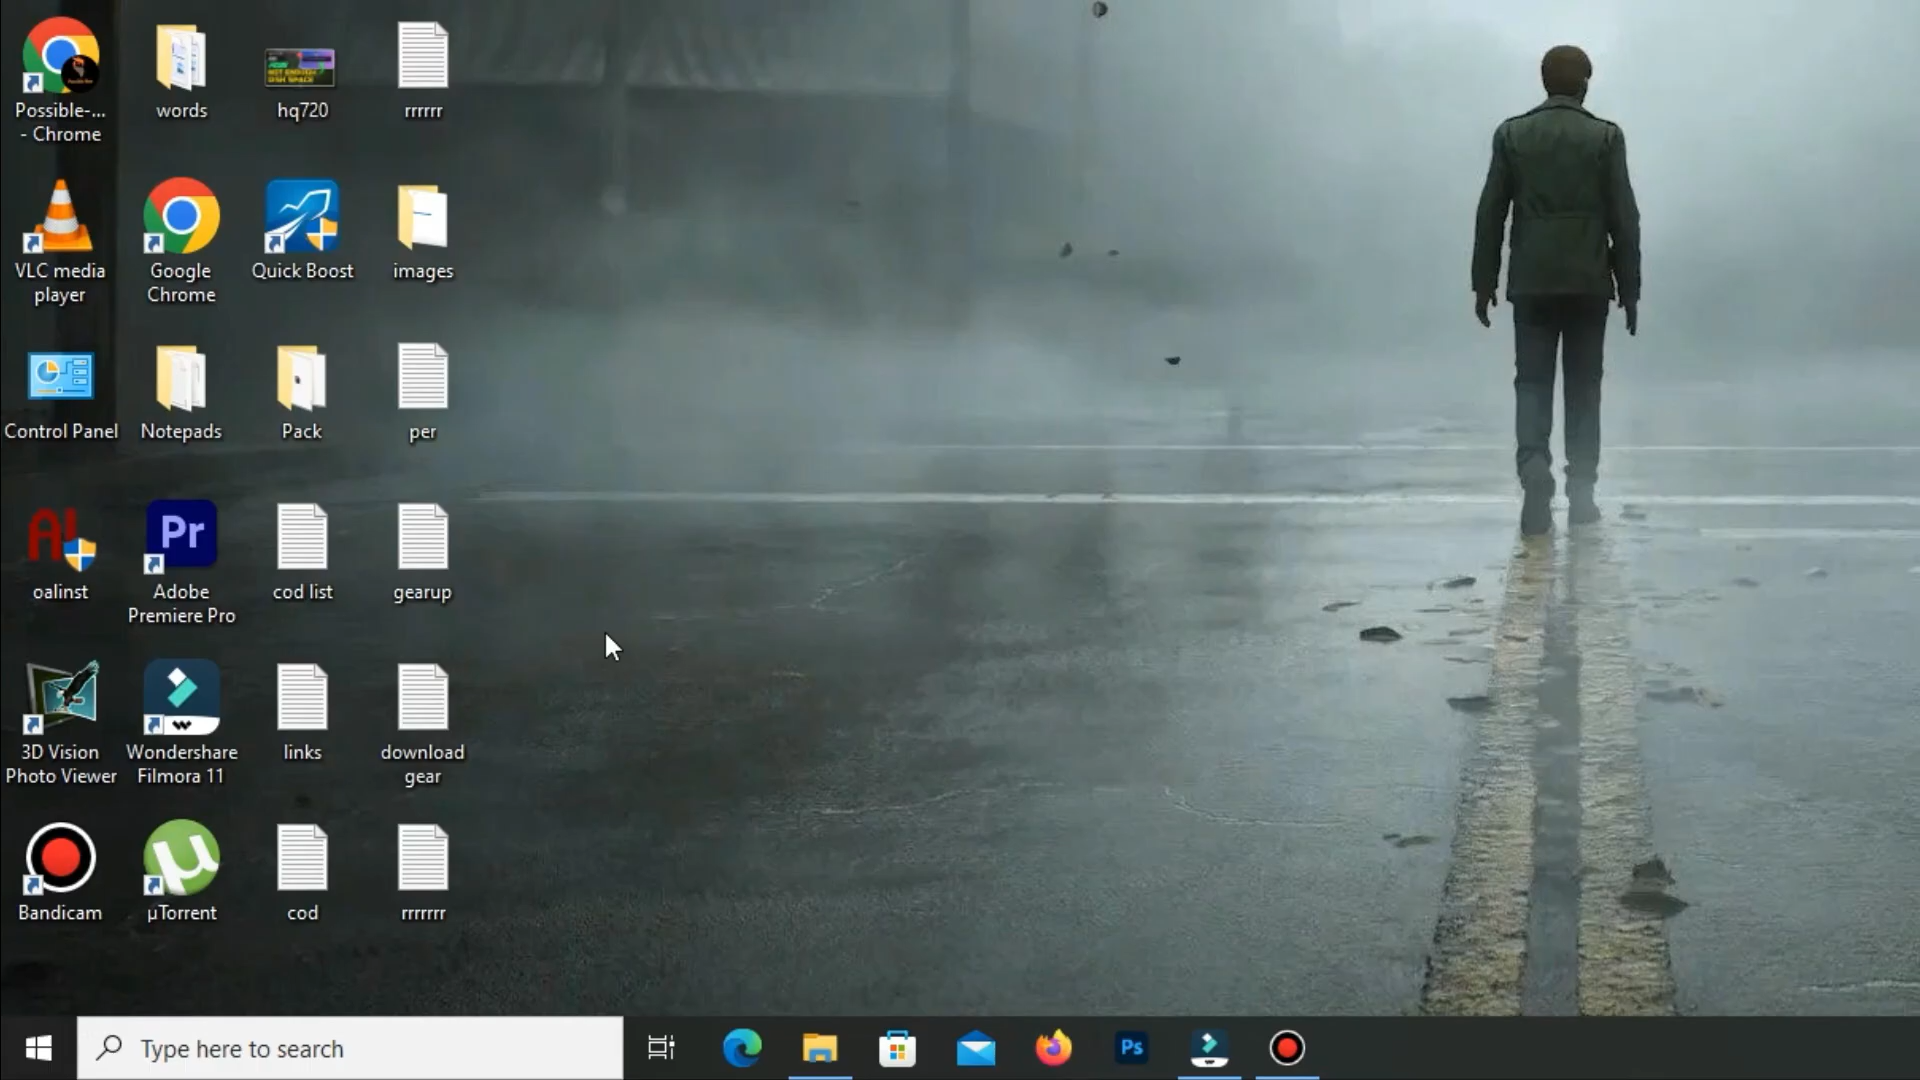 Possible-...
- Chrome
words
hq720
rrrrrr
VLC media
player
Google
Chrome
Quick Boost
images
Control Panel
Notepads
Pack
per
oalinst
Pr
Adobe
Premiere Pro
cod list
gearup
3D Vision
Photo Viewer
Wondershare
Filmora 11
links
download
gear
Bandicam
µTorrent
cod
rrrrrrr
Type here to search
Ps